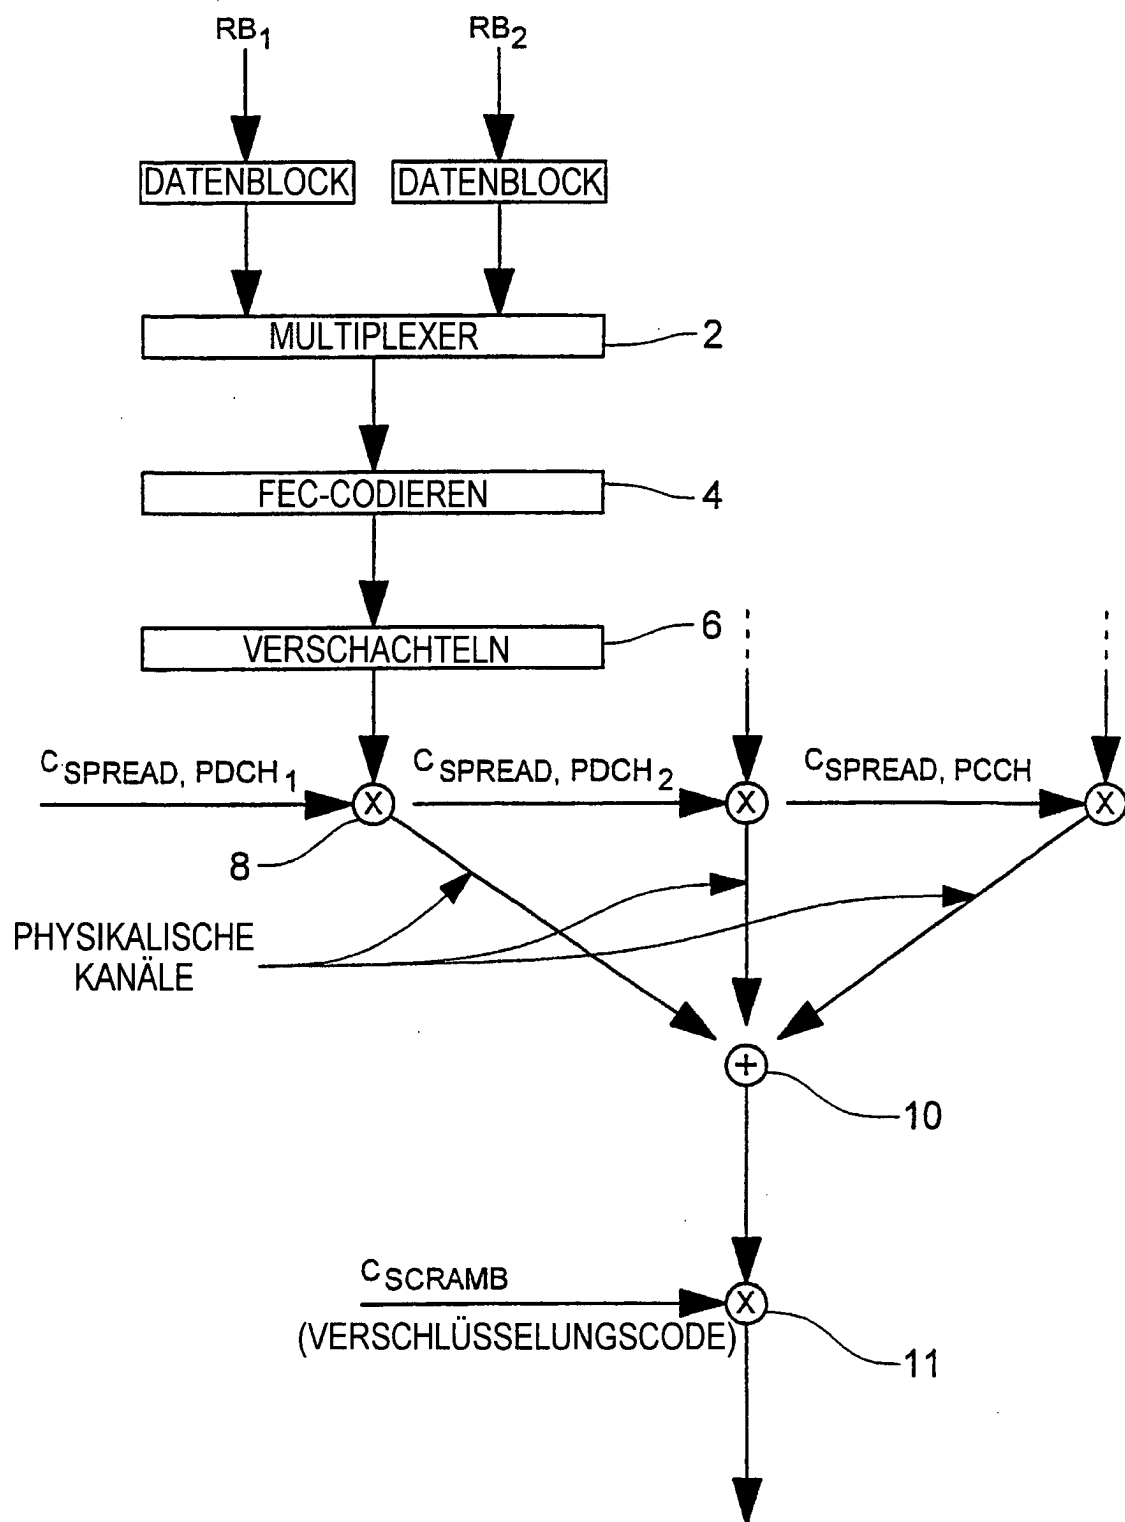 RB1
RB2
DATENBLOCK
DATENBLOCK
MULTIPLEXER
2
FEC-CODIEREN
4
VERSCHACHTELN
6
CSPREAD, PDCH1
CSPREAD, PDCH2
CSPREAD, PCCH
X
X
X
8
PHYSIKALISCHE
KANÄLE
+
10
CSCRAMB
X
(VERSCHLÜSSELUNGSCODE)
11